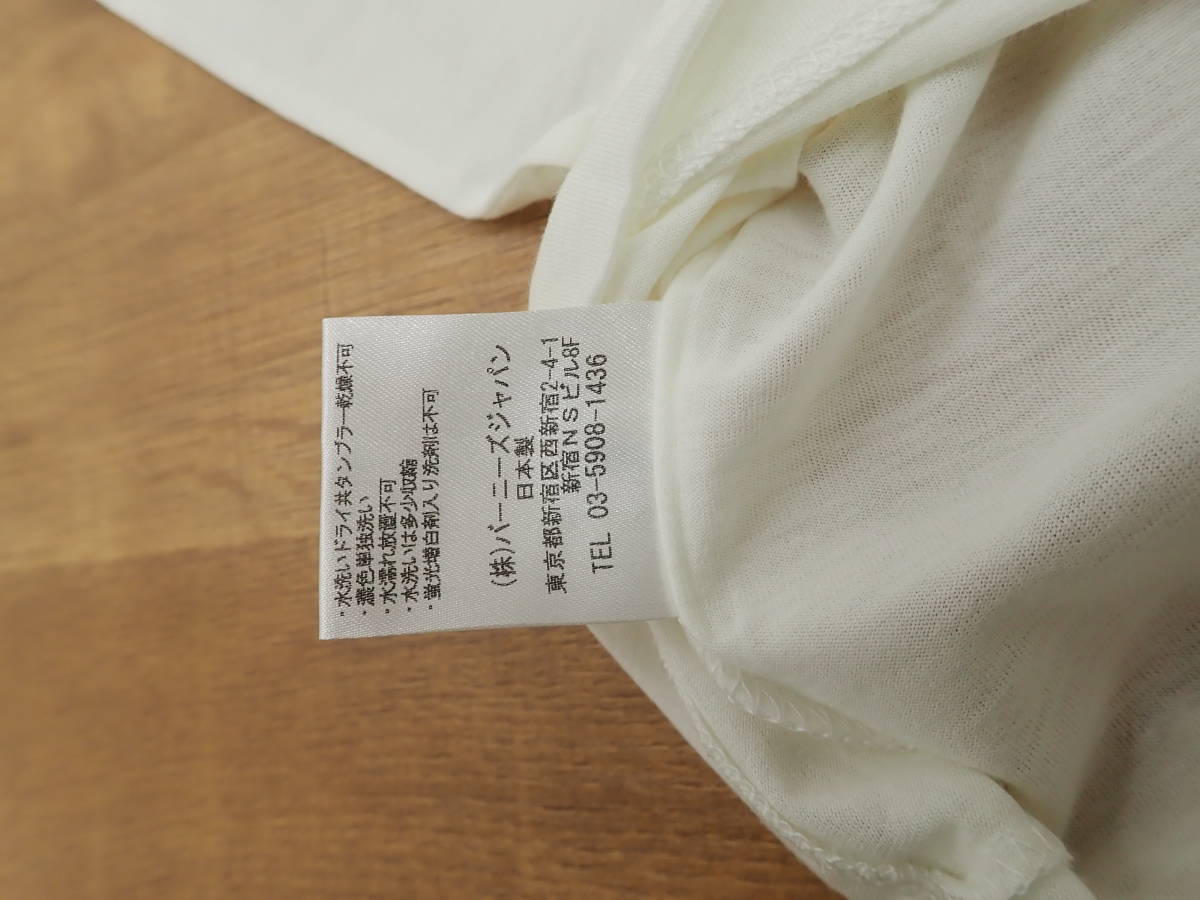 ・水洗いドライ共タンブラー乾燥不可
・濃色単独洗い
・水濡れ放置不可
・水洗いは多少収縮
・蛍光増白剤入り洗剤は不可
(株)バーニーズジャパン
日本製
東京都新宿区西新宿2-4-1
新宿NSビル8F
TEL 03-5908-1436